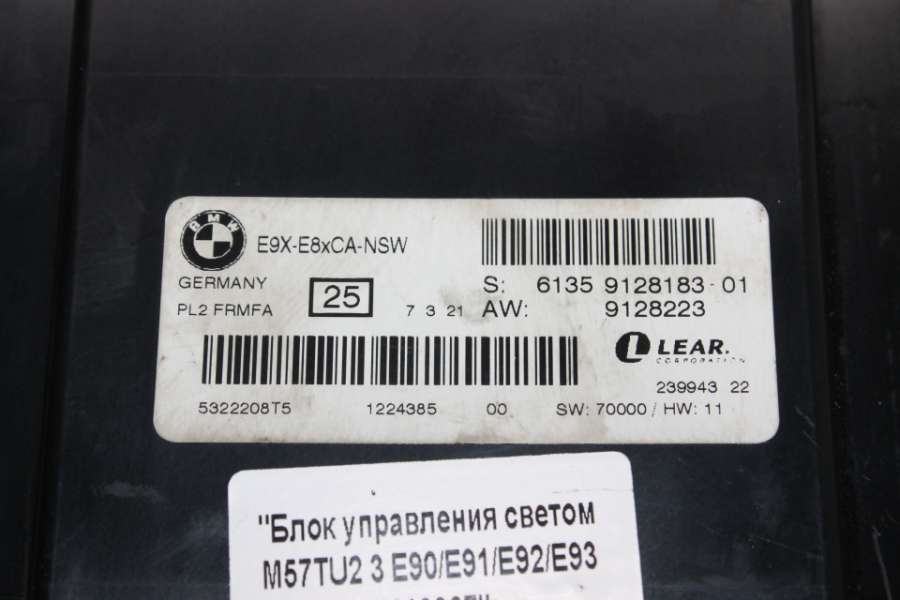 BMW
E9X-E8xCA-NSW
GERMANY
PL2 FRMFA
25
7 3 21
S: 6135 9128183-01
AW: 9128223
LEAR.
CORPORATION
239943 22
5322208T5 1224385 00 SW: 70000 / HW: 11
"Блок управления светом
M57TU2 3 E90/E91/E92/E93